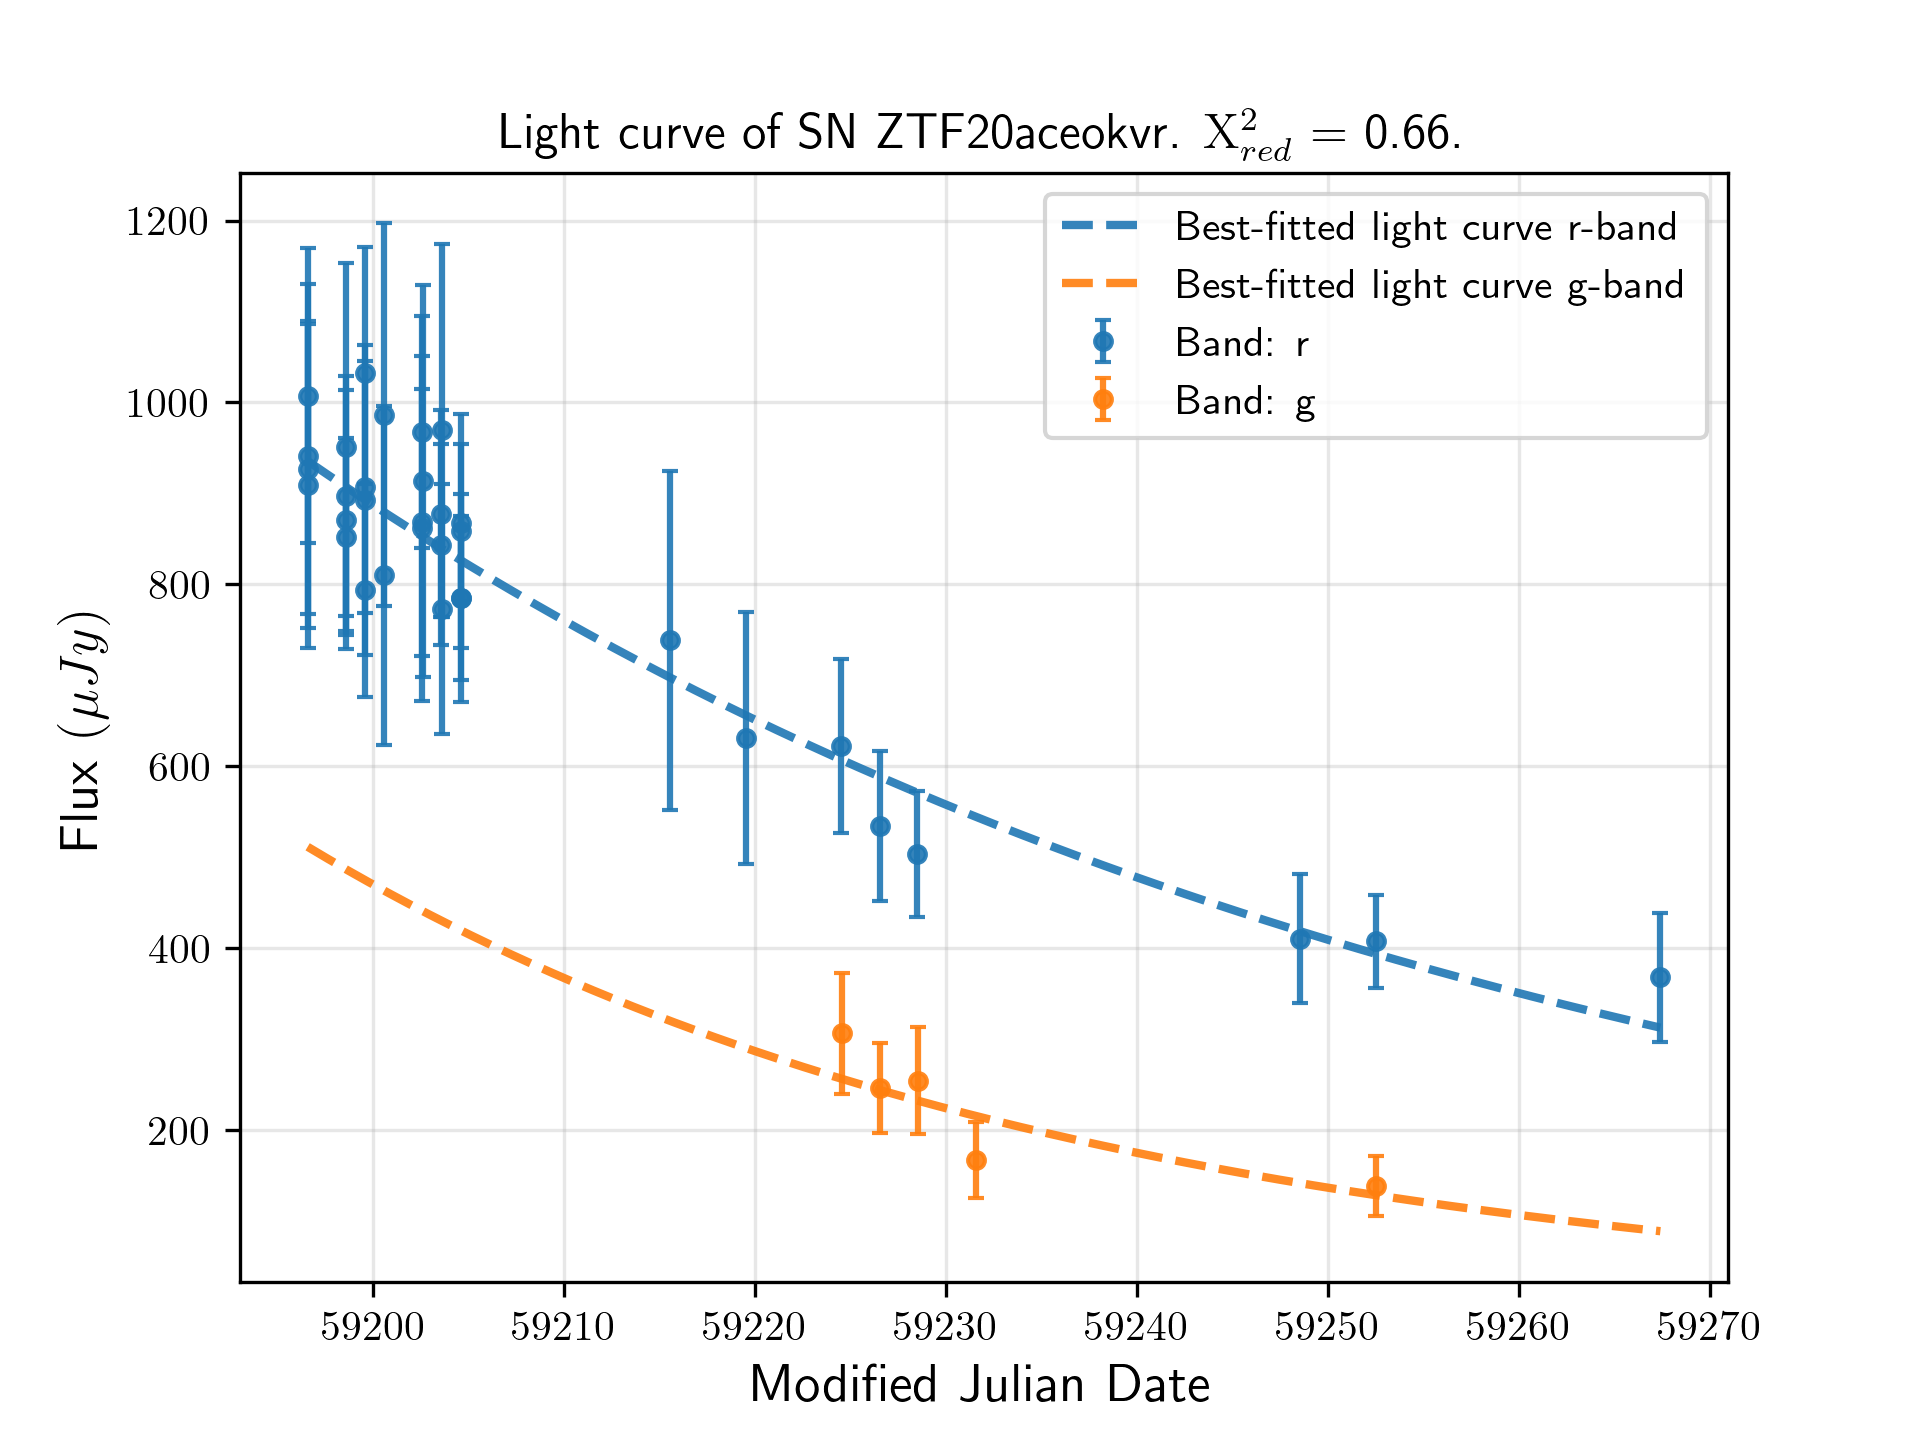 Light curve of SN ZTF20aceokvr. X²_red = 0.66.
Best-fitted light curve r-band
Best-fitted light curve g-band
Band: r
Band: g
1200
1000
800
600
400
200
Flux (μJy)
59200 59210 59220 59230 59240 59250 59260 59270
Modified Julian Date